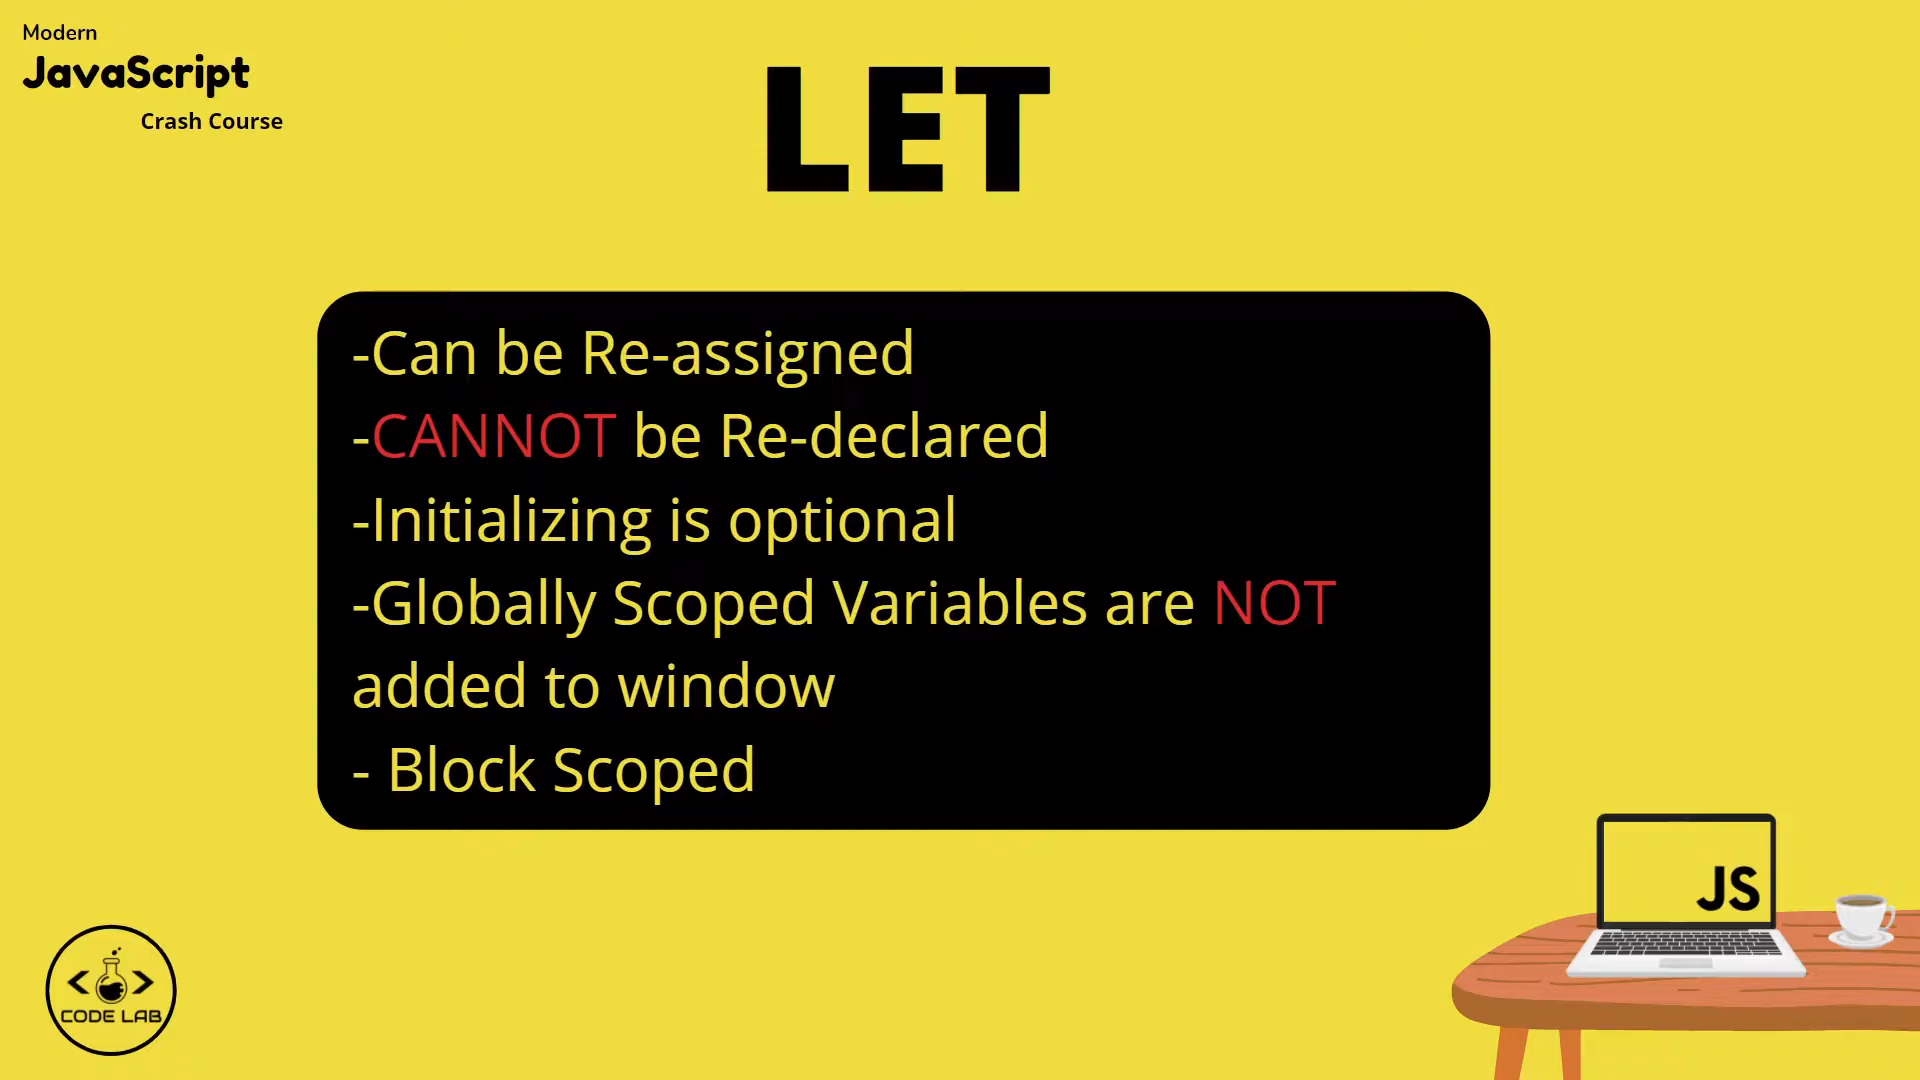 Modern
JavaScript
Crash Course
LET
-Can be Re-assigned
-CANNOT be Re-declared
-Initializing is optional
-Globally Scoped Variables are NOT
added to window
- Block Scoped
JS
< >
CODE LAB